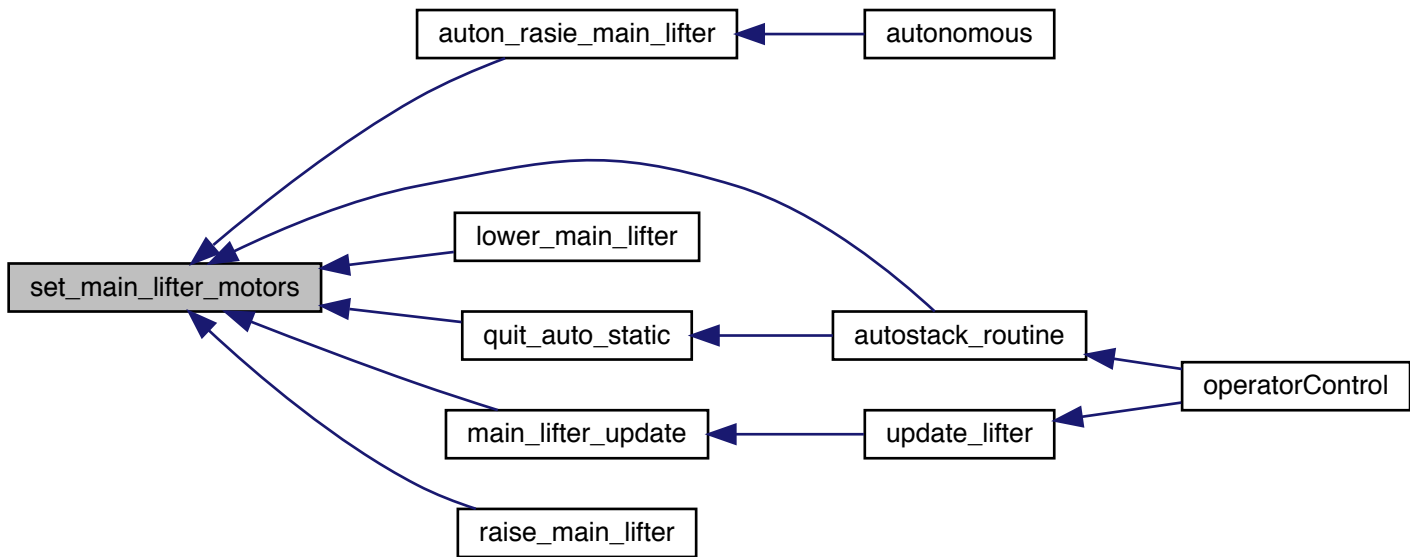 auton_rasie_main_lifter
autonomous
lower_main_lifter
set_main_lifter_motors
quit_auto_static
autostack_routine
operatorControl
main_lifter_update
update_lifter
raise_main_lifter